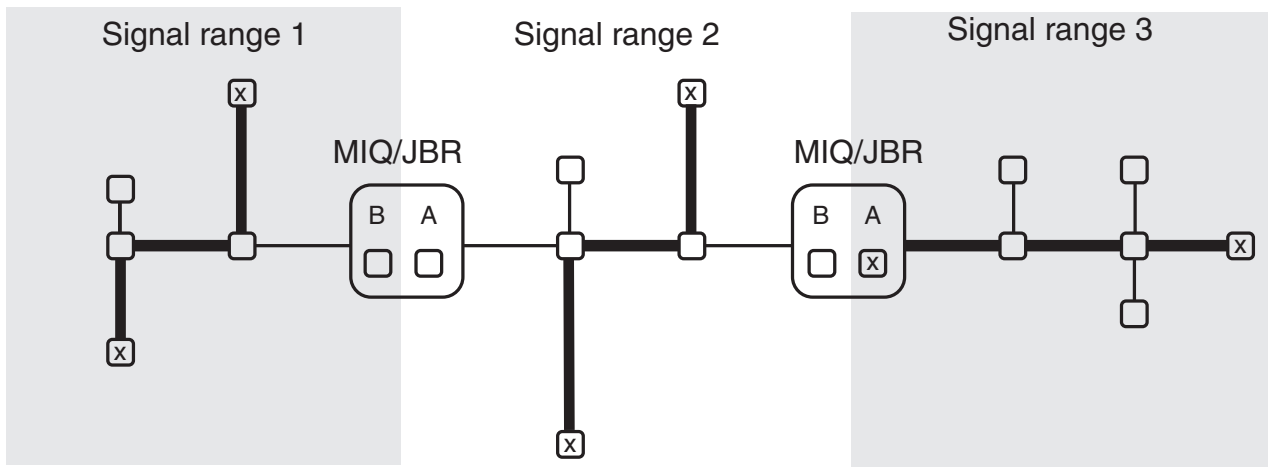 Signal range 1
Signal range 2
Signal range 3
x
x
MIQ/JBR
MIQ/JBR
B A
B A
x
x
x
x